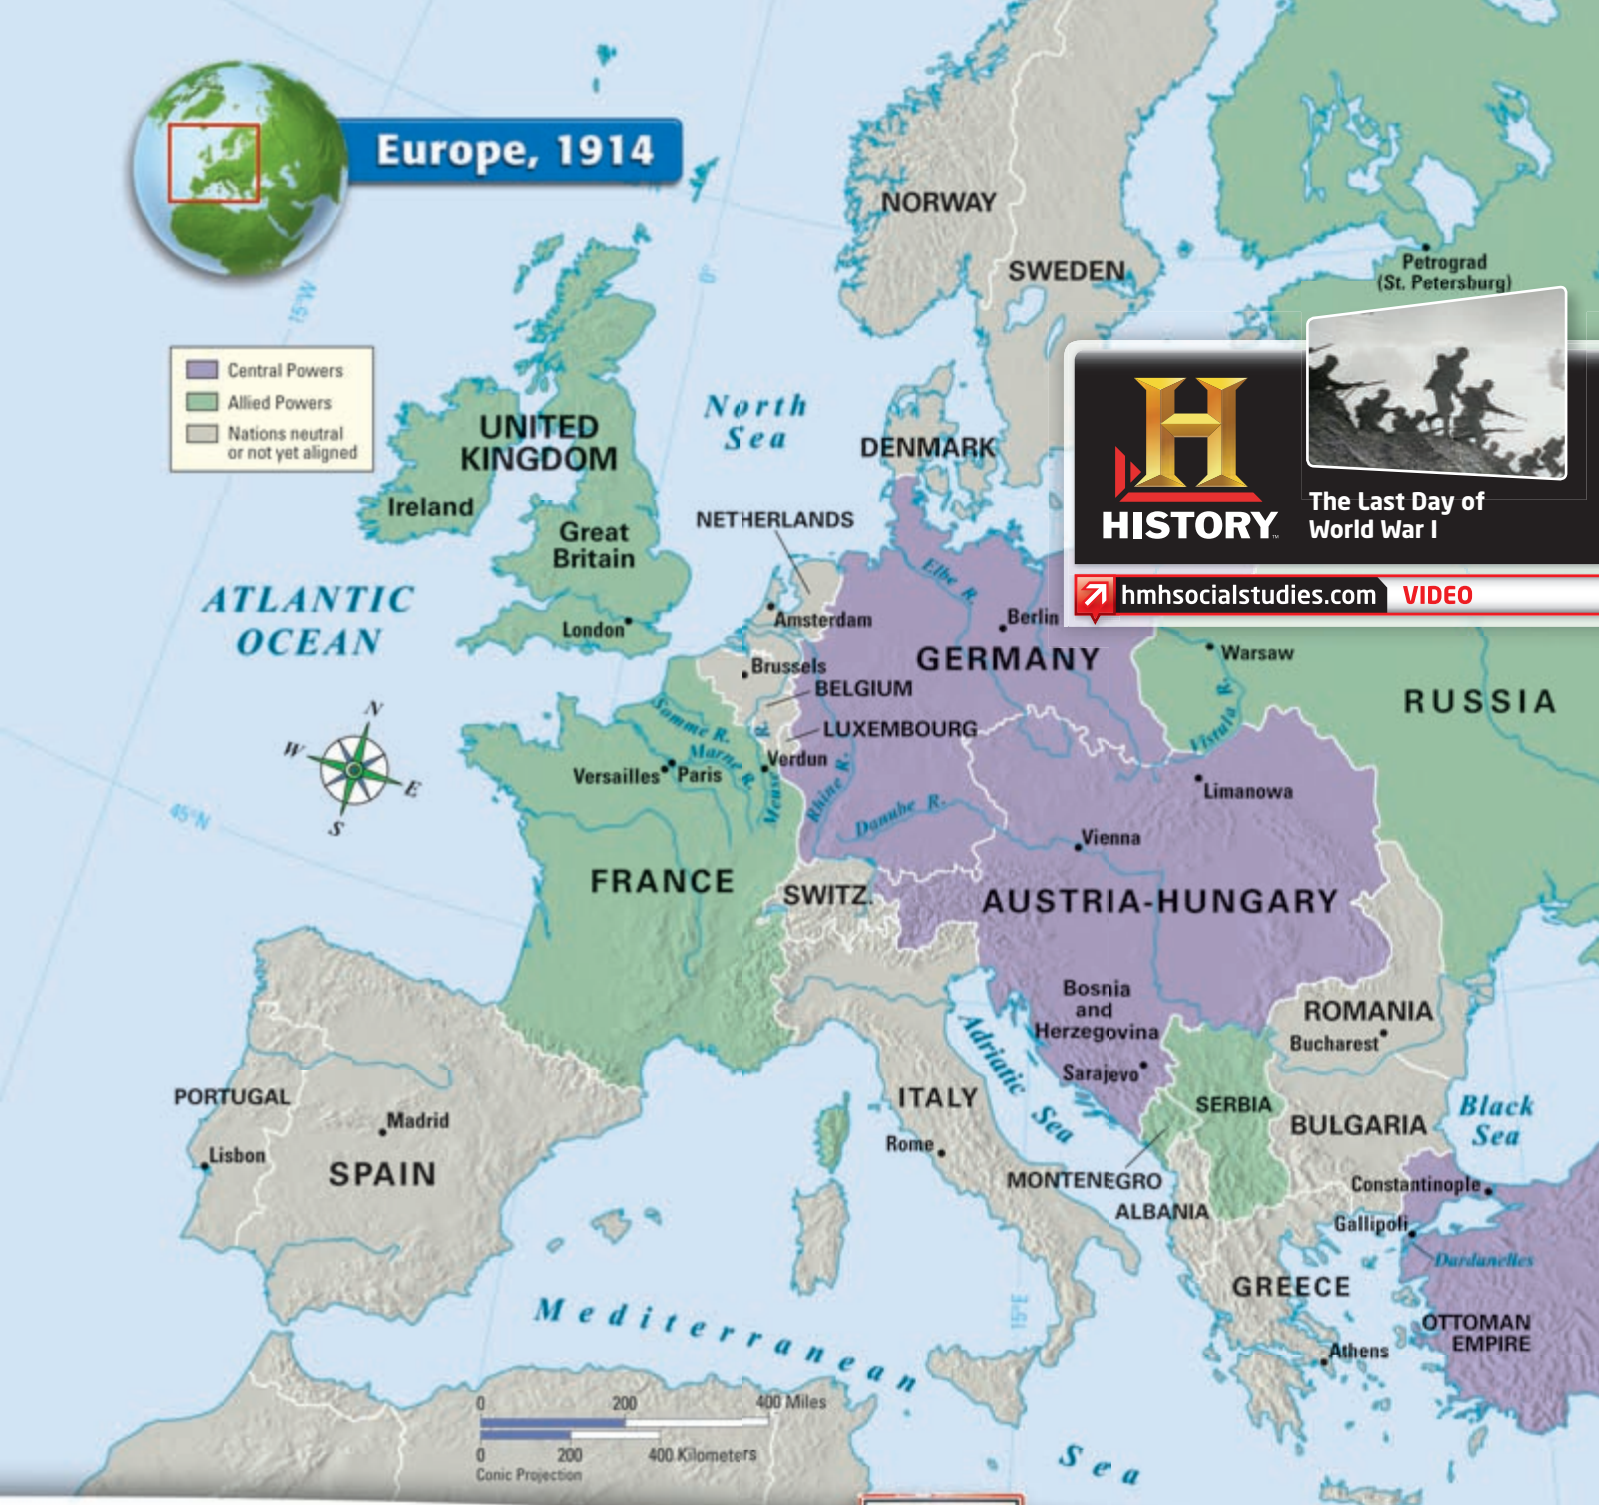 Europe, 1914
15°W
0°
Central Powers
Allied Powers
Nations neutral
or not yet aligned
NORWAY
SWEDEN
Petrograd
(St. Petersburg)
HISTORY™
The Last Day of
World War I
hmhsocialstudies.com VIDEO
UNITED
KINGDOM
Ireland
Great
Britain
London
North
Sea
DENMARK
NETHERLANDS
Amsterdam
Elbe R.
Berlin
GERMANY
Warsaw
Vistula R.
RUSSIA
ATLANTIC
OCEAN
Brussels
BELGIUM
LUXEMBOURG
N
W
E
S
45°N
Somme R.
Marne R.
Meuse
R.
Verdun
Versailles
Paris
Rhine R.
Danube R.
Limanowa
Vienna
FRANCE
SWITZ.
AUSTRIA-HUNGARY
Bosnia
and
Herzegovina
Sarajevo
ROMANIA
Bucharest
Adriatic Sea
PORTUGAL
Lisbon
Madrid
SPAIN
ITALY
Rome
SERBIA
BULGARIA
Black
Sea
MONTENEGRO
ALBANIA
Constantinople
Gallipoli
Dardanelles
GREECE
Athens
OTTOMAN
EMPIRE
Mediterranean
Sea
15°E
0 200 400 Miles
0 200 400 Kilometers
Conic Projection